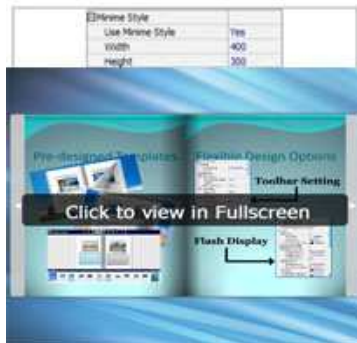 Minime Style
Use Minime Style Yes
Width 400
Height 300
Pre-designed Templates
Flexible Design Options
Toolbar Setting
Click to view in Fullscreen
Flash Display